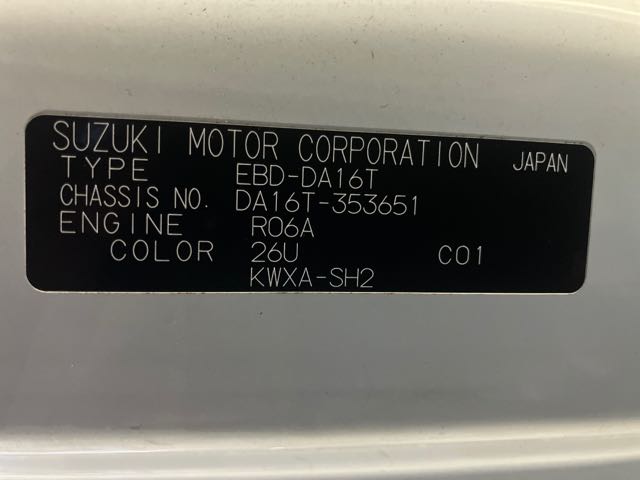 SUZUKI MOTOR CORPORATION JAPAN
TYPE EBD-DA16T
CHASSIS NO. DA16T-353651
ENGINE R06A
COLOR 26U C01
KWXA-SH2